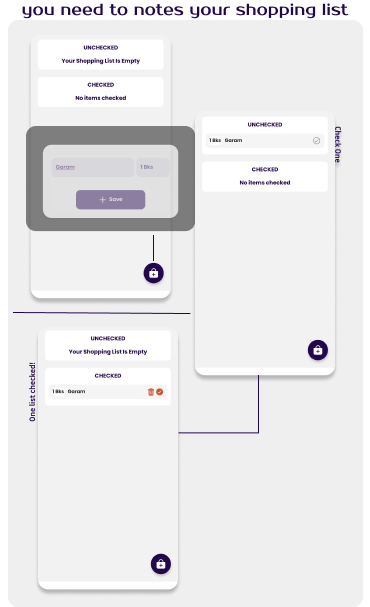 you need to notes your shopping list
UNCHECKED
Your Shopping List Is Empty
CHECKED
No items checked
Garam
1 Bks
+ Save
UNCHECKED
1 Bks Garam
CHECKED
No items checked
Check One
UNCHECKED
Your Shopping List Is Empty
CHECKED
1 Bks Garam
One list checked!